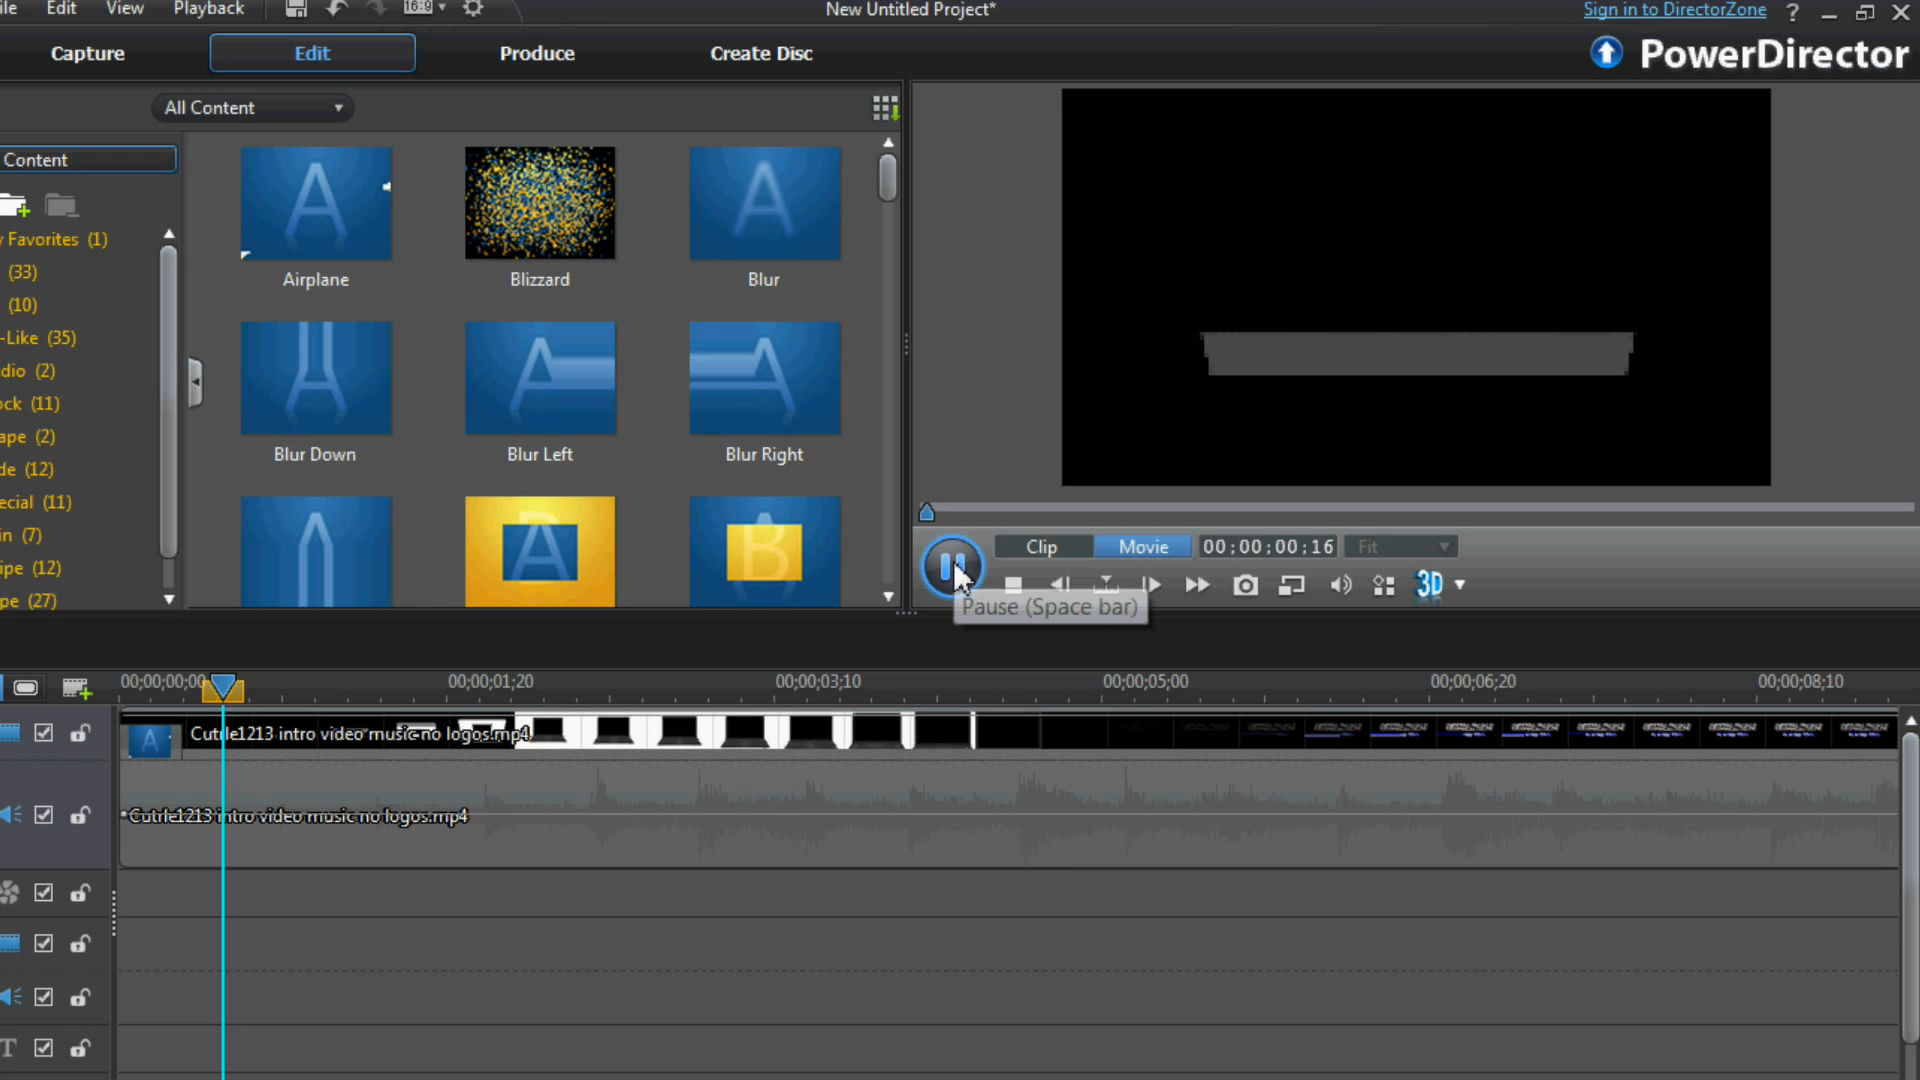 ile Edit View Playback 16:9 New Untitled Project* Sign in to DirectorZone ?
Capture Edit Produce Create Disc PowerDirector
All Content
Content
y Favorites (1)
(33)
(10)
-Like (35)
dio (2)
ock (11)
ape (2)
de (12)
ecial (11)
in (7)
ipe (12)
pe (27)
Airplane Blizzard Blur
Blur Down Blur Left Blur Right
Clip Movie 00;00;00;16 Fit
3D
Pause (Space bar)
00;00;00;00 00;00;01;20 00;00;03;10 00;00;05;00 00;00;06;20 00;00;08;10
Cutrle1213 intro video music no logos.mp4
Cutrle1213 intro video music no logos.mp4
T